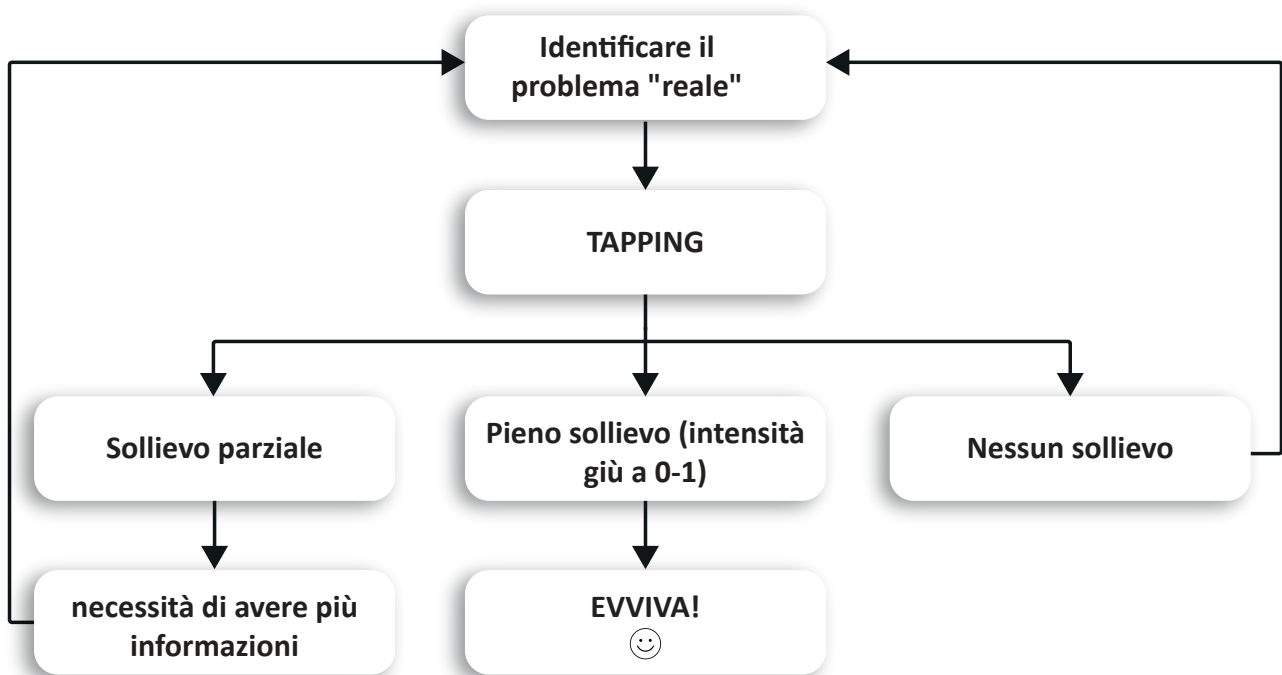 Identificare il
problema "reale"
TAPPING
Sollievo parziale
Pieno sollievo (intensità
giù a 0-1)
Nessun sollievo
necessità di avere più
informazioni
EVVIVA!